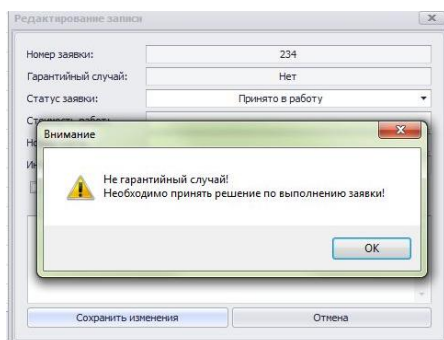 Редактирование записи
Номер заявки:
234
Гарантийный случай:
Нет
Статус заявки:
Принято в работу
Внимание
Не гарантийный случай!
Необходимо принять решение по выполнению заявки!
OK
Сохранить изменения
Отмена